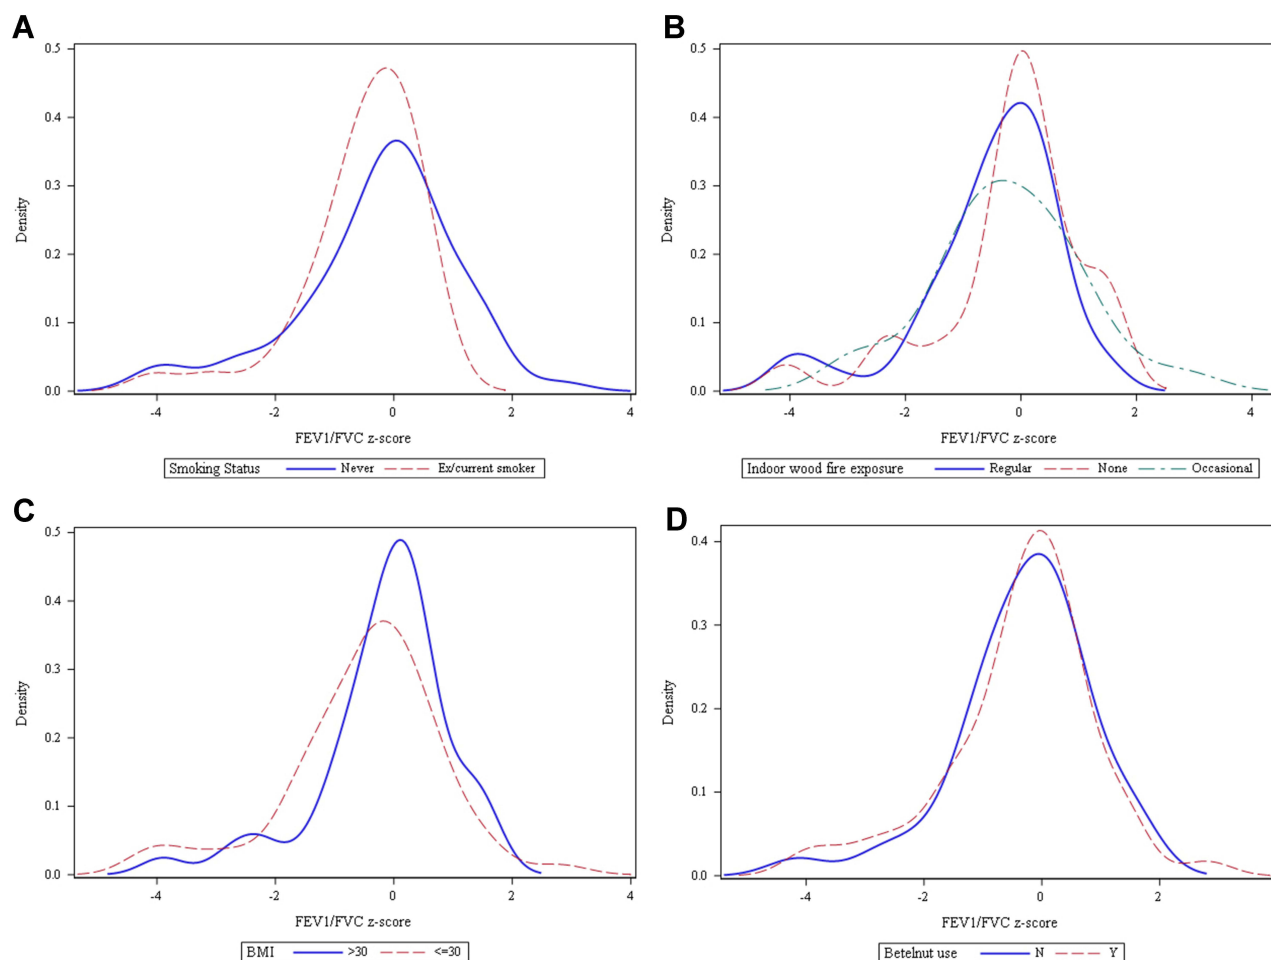 A
0.5
0.4
0.3
0.2
0.1
0.0
Density
-4 -2 0 2 4
FEV1/FVC z-score
Smoking Status Never Ex/current smoker
B
0.5
0.4
0.3
0.2
0.1
0.0
Density
-4 -2 0 2 4
FEV1/FVC z-score
Indoor wood fire exposure Regular None Occasional
C
0.5
0.4
0.3
0.2
0.1
0.0
Density
-4 -2 0 2 4
FEV1/FVC z-score
BMI >30 <=30
D
0.4
0.3
0.2
0.1
0.0
Density
-4 -2 0 2
FEV1/FVC z-score
Betelnut use N Y